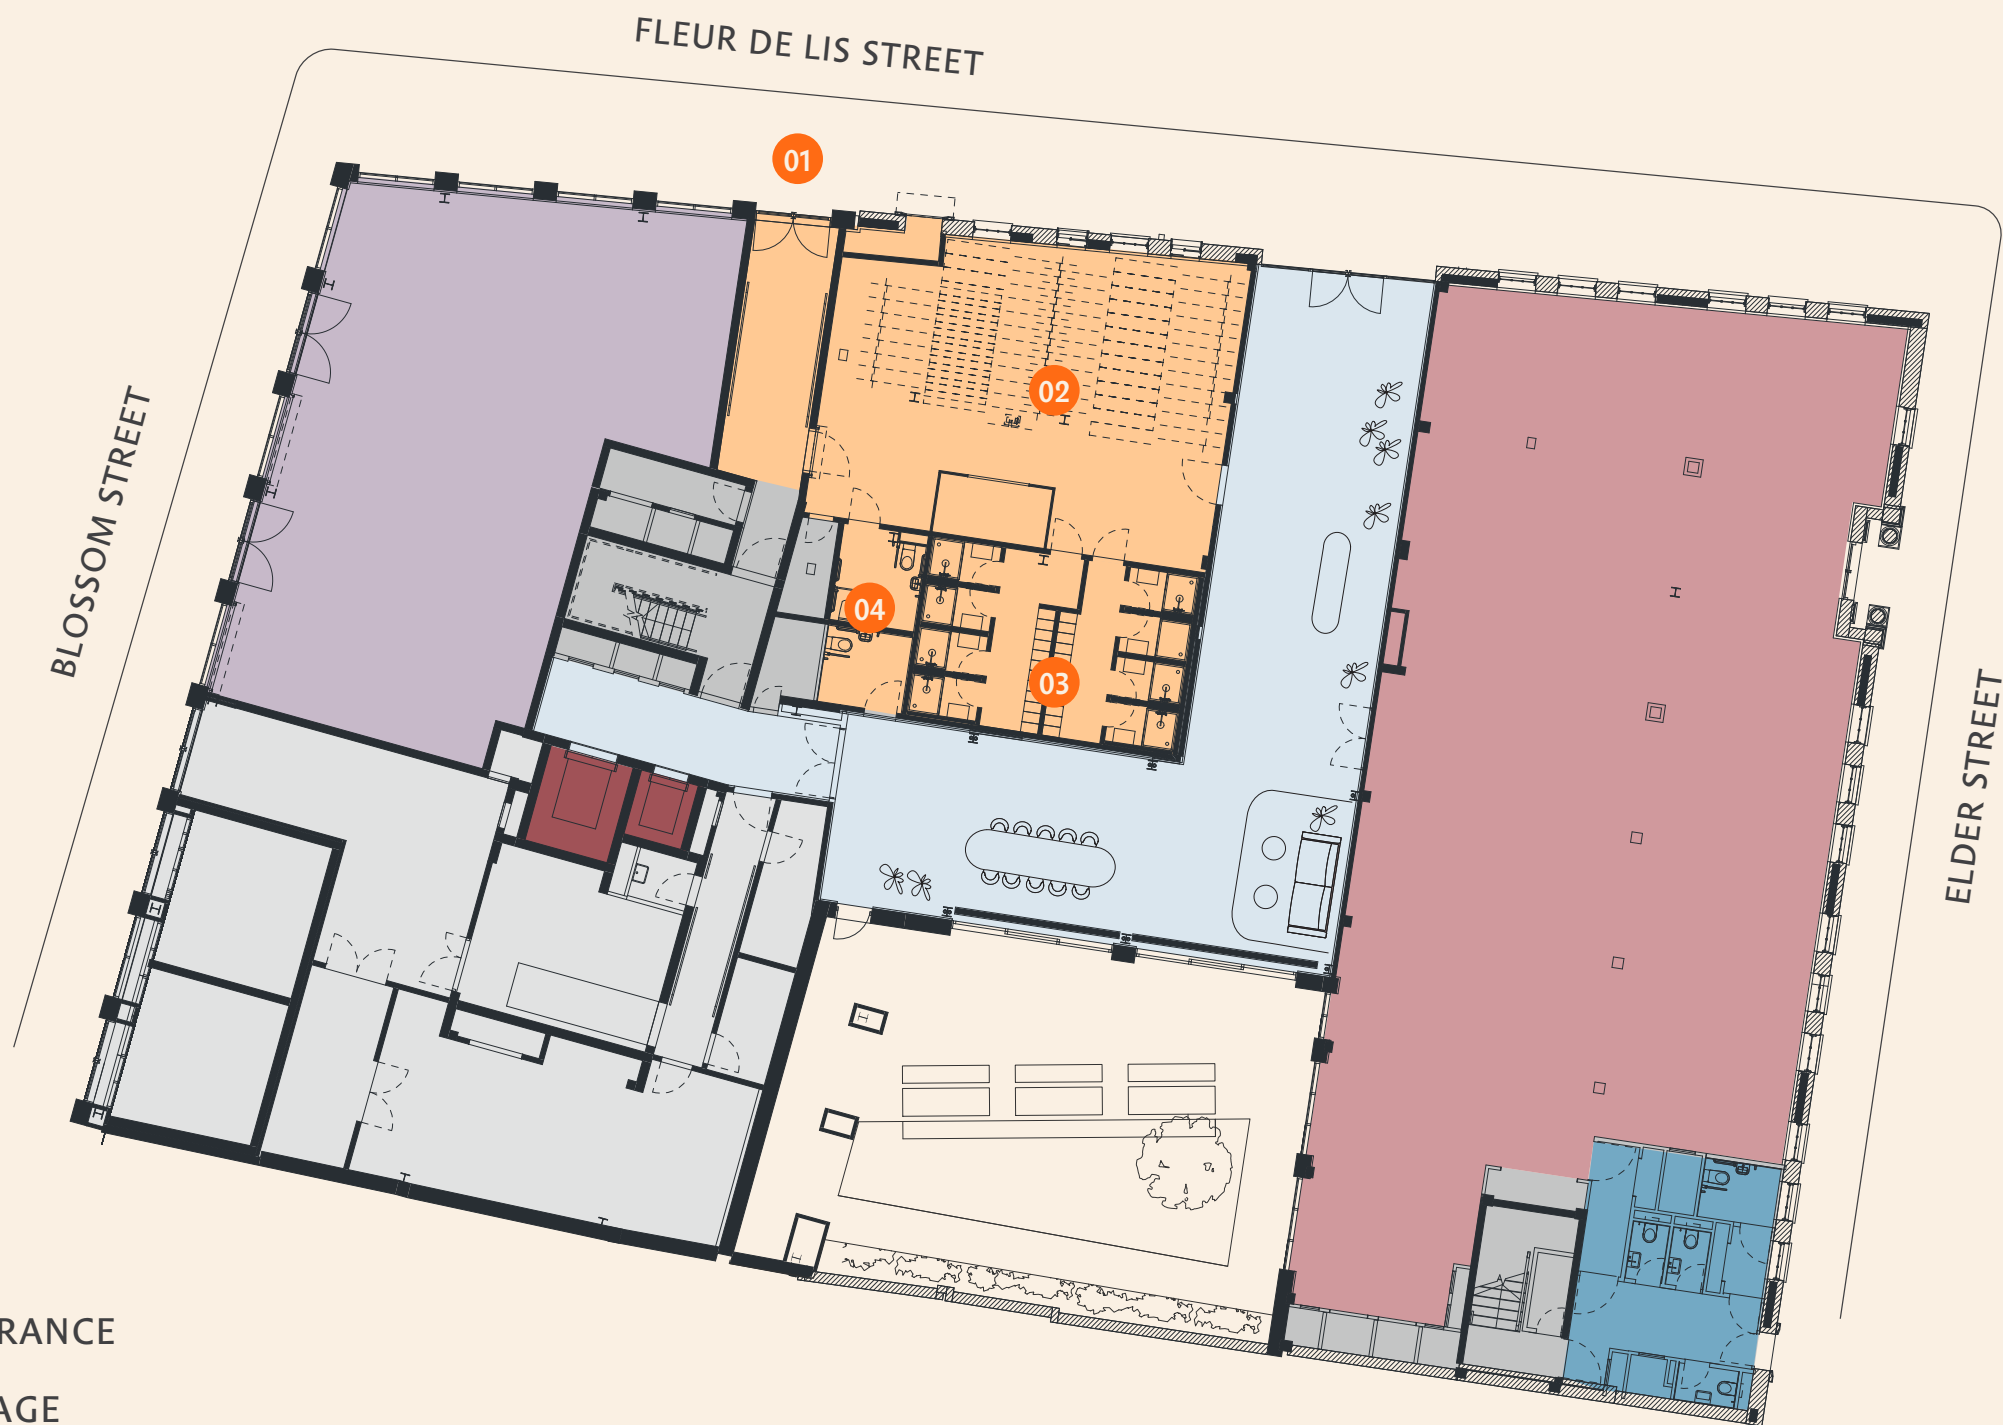 FLEUR DE LIS STREET
01
02
BLOSSOM STREET
04
03
ELDER STREET
RANCE
AGE